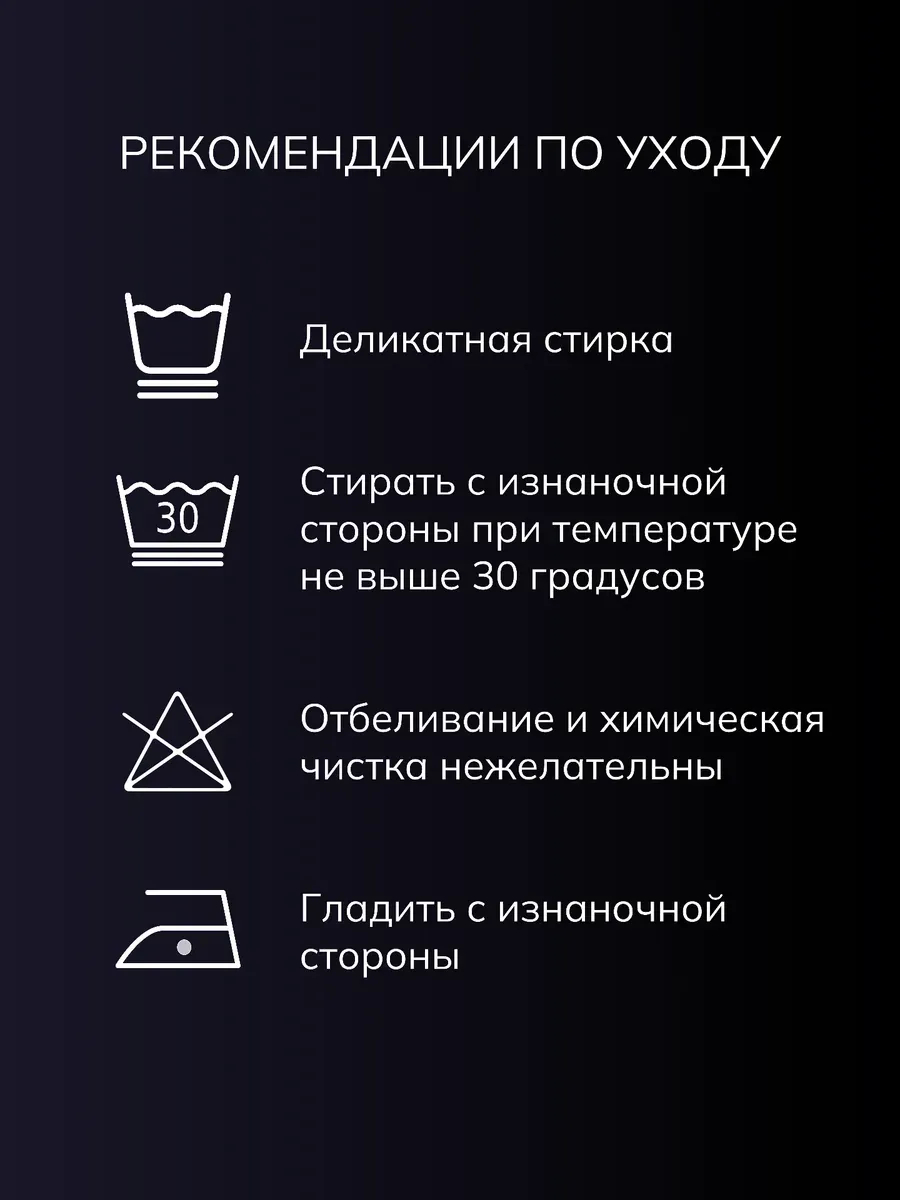 РЕКОМЕНДАЦИИ ПО УХОДУ
Деликатная стирка
30
Стирать с изнаночной
стороны при температуре
не выше 30 градусов
Отбеливание и химическая
чистка нежелательны
Гладить с изнаночной
стороны